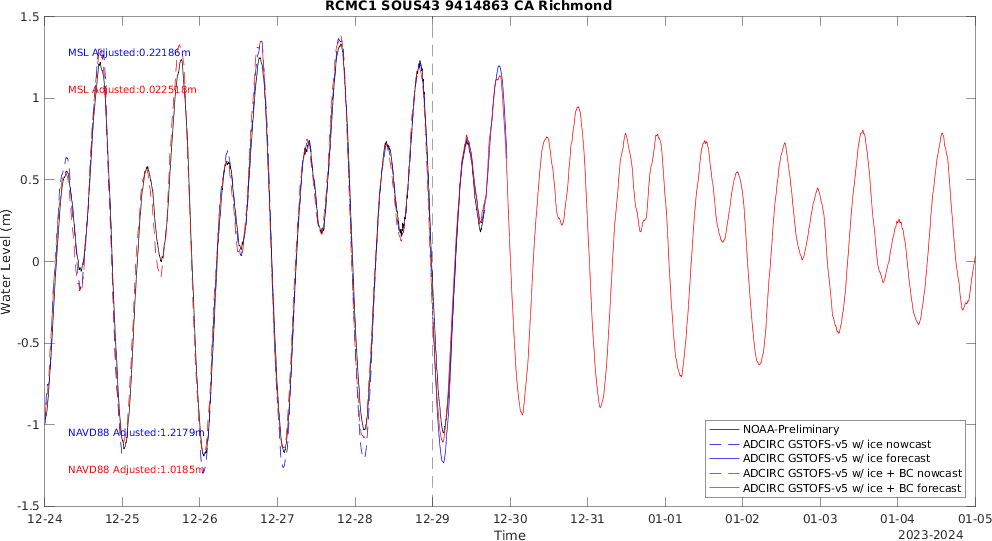 RCMC1 SOUS43 9414863 CA Richmond
1.5
1
0.5
0
-0.5
-1
-1.5
Water Level (m)
MSL Adjusted:0.22186m
MSL Adjusted:0.022518m
NAVD88 Adjusted:1.2179m
NAVD88 Adjusted:1.0185m
NOAA-Preliminary
ADCIRC GSTOFS-v5 w/ ice nowcast
ADCIRC GSTOFS-v5 w/ ice forecast
ADCIRC GSTOFS-v5 w/ ice + BC nowcast
ADCIRC GSTOFS-v5 w/ ice + BC forecast
12-24 12-25 12-26 12-27 12-28 12-29 12-30 12-31 01-01 01-02 01-03 01-04 01-05
Time
2023-2024